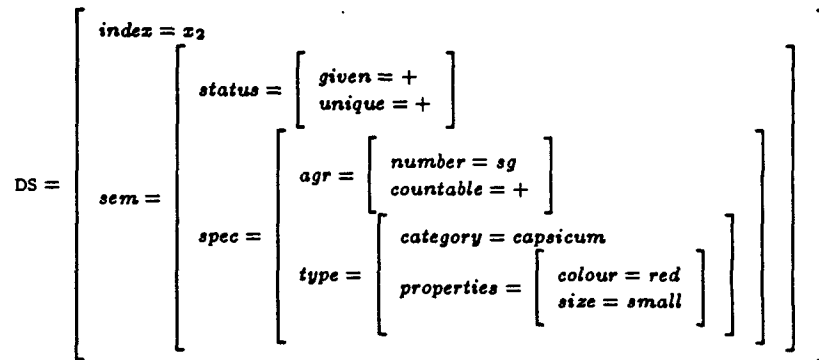 index = x₂
given = +
status =
unique = +
number = sg
agr =
countable = +
DS =
sem =
spec =
category = capsicum
type =
colour = red
properties =
size = small